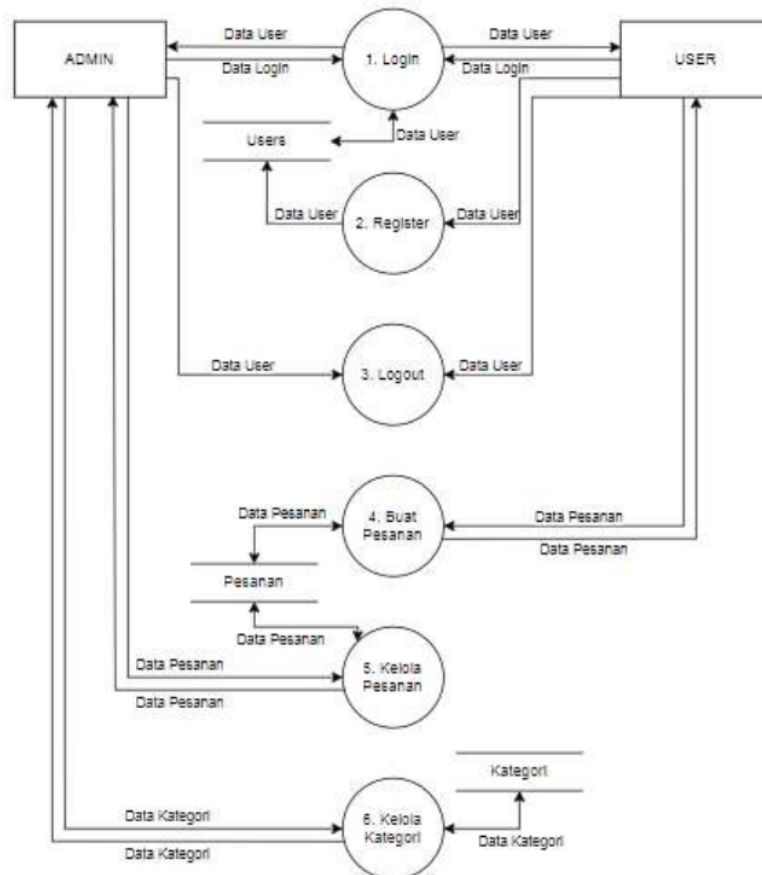 Data User
Data User
ADMIN
1. Login
USER
Data Login
Data Login
Users
Data User
Data User
2. Register
Data User
Data User
3. Logout
Data User
Data Pesanan
4. Buat
Pesanan
Data Pesanan
Data Pesanan
Pesanan
Data Pesanan
Data Pesanan
5. Kelola
Pesanan
Data Pesanan
Kategori
Data Kategori
6. Kelola
Kategori
Data Kategori
Data Kategori